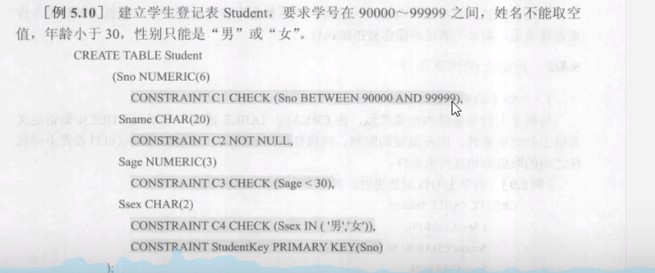 [例 5.10] 建立学生登记表 Student，要求学号在 90000～99999 之间，姓名不能取空
值，年龄小于 30，性别只能是“男”或“女”。
CREATE TABLE Student
(Sno NUMERIC(6)
CONSTRAINT C1 CHECK (Sno BETWEEN 90000 AND 99999),
Sname CHAR(20)
CONSTRAINT C2 NOT NULL,
Sage NUMERIC(3)
CONSTRAINT C3 CHECK (Sage < 30),
Ssex CHAR(2)
CONSTRAINT C4 CHECK (Ssex IN ( '男','女')),
CONSTRAINT StudentKey PRIMARY KEY(Sno)
);